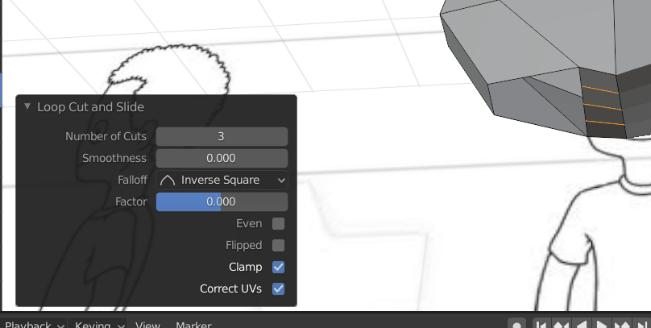 Loop Cut and Slide
Number of Cuts 3
Smoothness 0.000
Falloff Inverse Square
Factor 0.000
Even
Flipped
Clamp
Correct UVs
Playback Keying View Marker